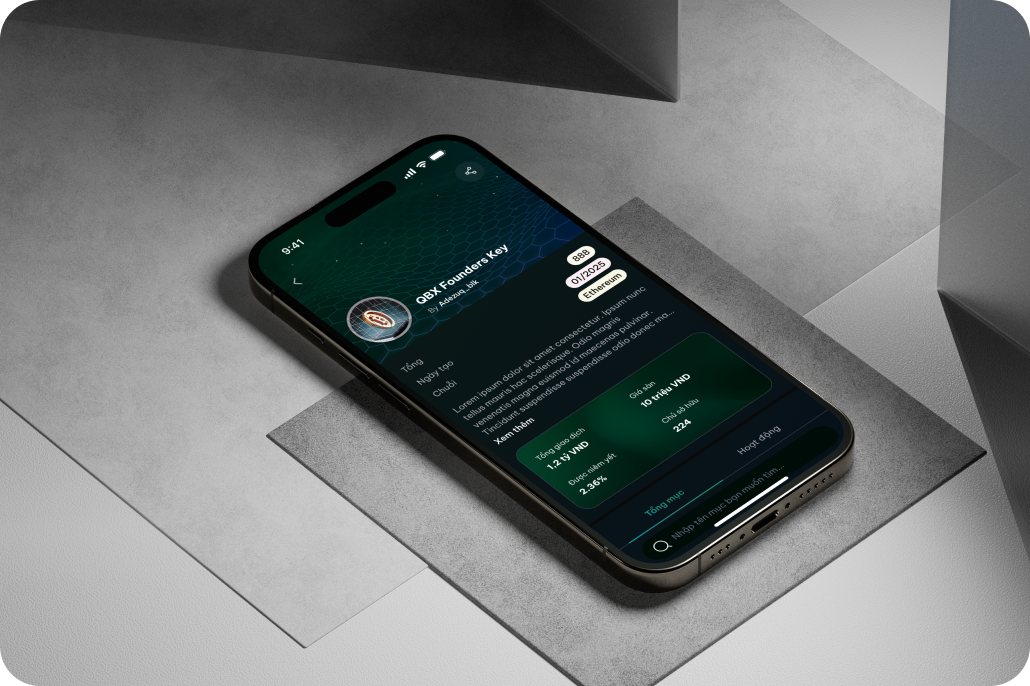 9:41
QBX Founders Key
By Adezuq_blk
Tổng
888
Ngày tạo
01/2025
Chuỗi
Ethereum
Lorem ipsum dolor sit amet consectetur. Ipsum nunc
tellus mauris hac scelerisque. Odio magnis
venenatis magna euismod id maecenas pulvinar.
Tincidunt suspendisse suspendisse odio donec ma...
Xem thêm
Tổng giao dịch
1.2 tỷ VND
Giá sàn
10 triệu VND
Được niêm yết
2.36%
Chủ sở hữu
224
Tổng mục
Hoạt động
Nhập tên mục bạn muốn tìm...